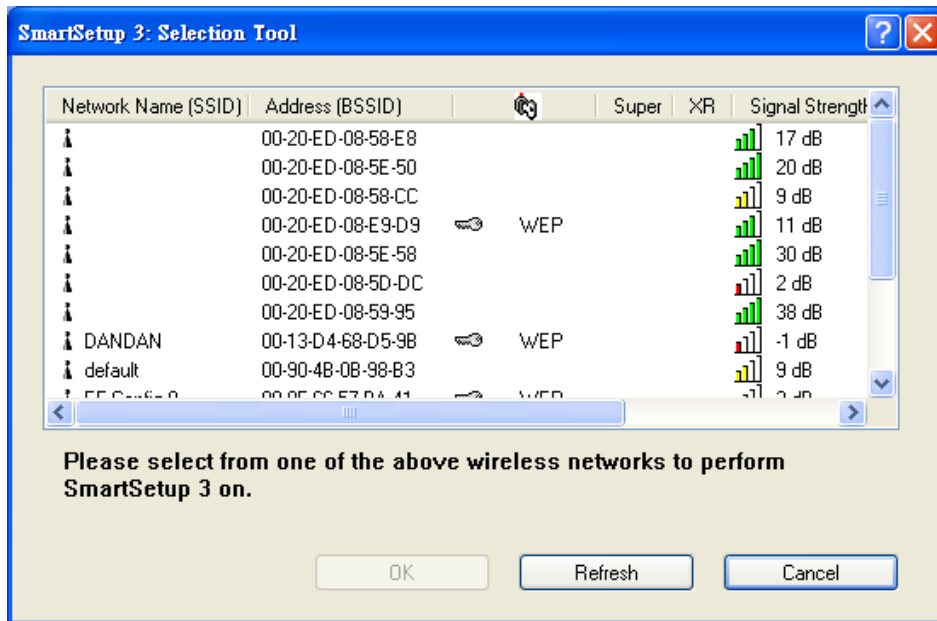 SmartSetup 3: Selection Tool
Network Name (SSID) Address (BSSID) Super XR Signal Strength
00-20-ED-08-58-E8 17 dB
00-20-ED-08-5E-50 20 dB
00-20-ED-08-58-CC 9 dB
00-20-ED-08-E9-D9 WEP 11 dB
00-20-ED-08-5E-58 30 dB
00-20-ED-08-5D-DC 2 dB
00-20-ED-08-59-95 38 dB
DANDAN 00-13-D4-68-D5-9B WEP -1 dB
default 00-90-4B-0B-98-B3 9 dB
WEP
Please select from one of the above wireless networks to perform
SmartSetup 3 on.
OK Refresh Cancel